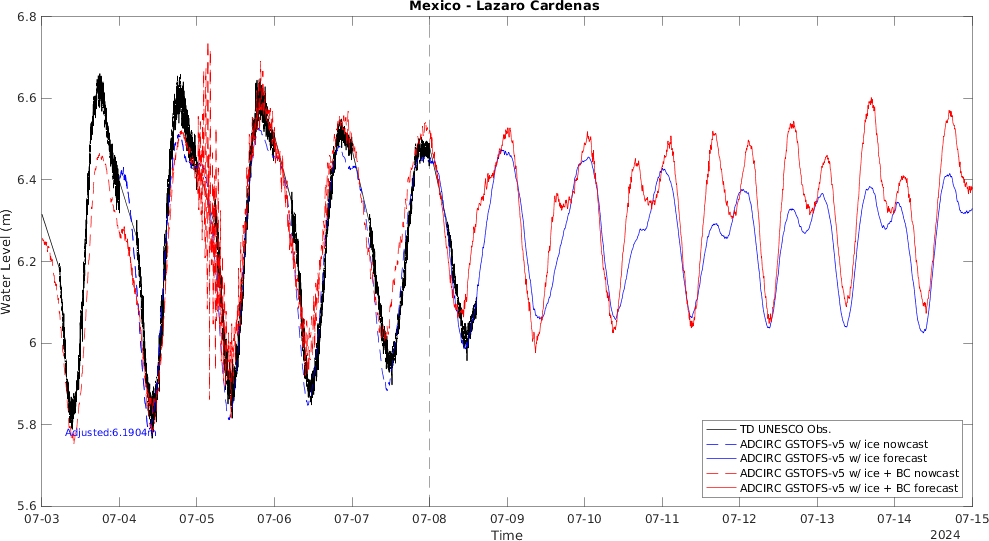 Mexico - Lazaro Cardenas
Water Level (m)
6.8
6.6
6.4
6.2
6
5.8
5.6
Adjusted:6.1904m
TD UNESCO Obs.
ADCIRC GSTOFS-v5 w/ ice nowcast
ADCIRC GSTOFS-v5 w/ ice forecast
ADCIRC GSTOFS-v5 w/ ice + BC nowcast
ADCIRC GSTOFS-v5 w/ ice + BC forecast
07-03 07-04 07-05 07-06 07-07 07-08 07-09 07-10 07-11 07-12 07-13 07-14 07-15
Time
2024